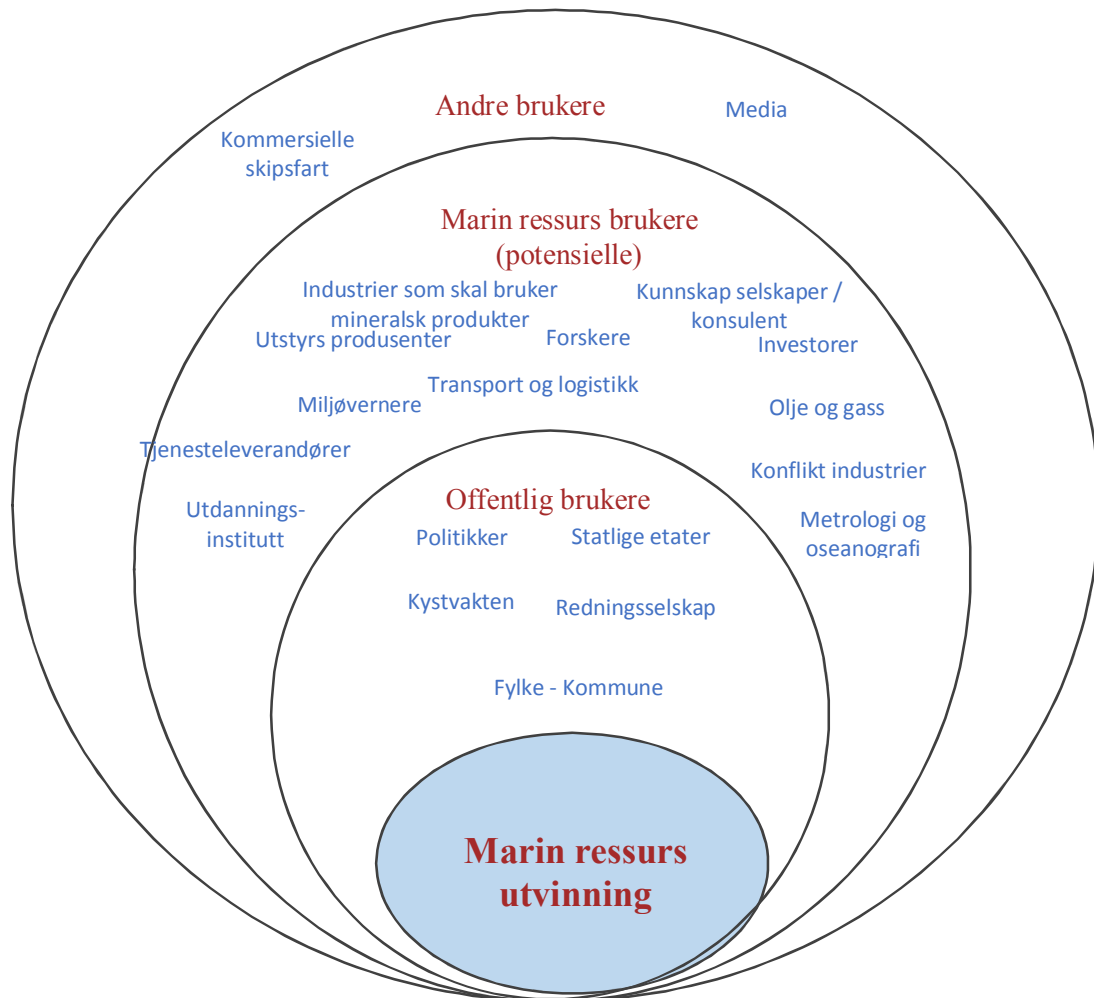 Andre brukere
Media
Kommersielle
skipsfart
Marin ressurs brukere
(potensielle)
Industrier som skal bruker
mineralsk produkter
Kunnskap selskaper /
konsulent
Utstyrs produsenter
Forskere
Investorer
Transport og logistikk
Miljøvernere
Olje og gass
Tjenesteleverandører
Konflikt industrier
Utdannings-
institutt
Metrologi og
oseanografi
Offentlig brukere
Politikker
Statlige etater
Kystvakten
Redningsselskap
Fylke - Kommune
Marin ressurs
utvinning